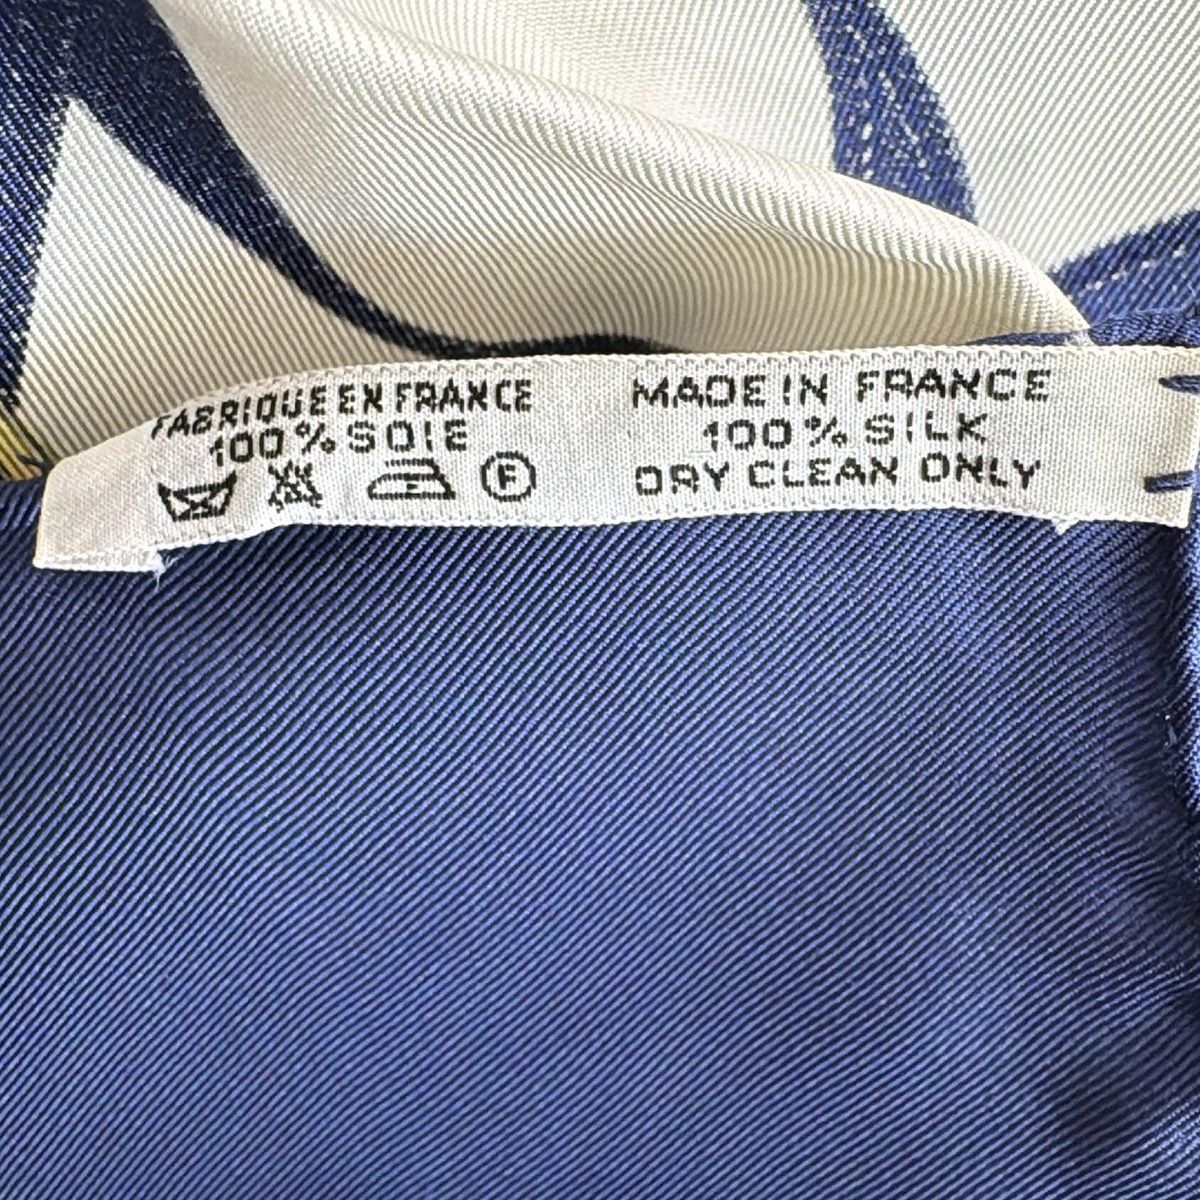 FABRIQUE EN FRANCE
100% SOIE
F
MADE IN FRANCE
100% SILK
DRY CLEAN ONLY